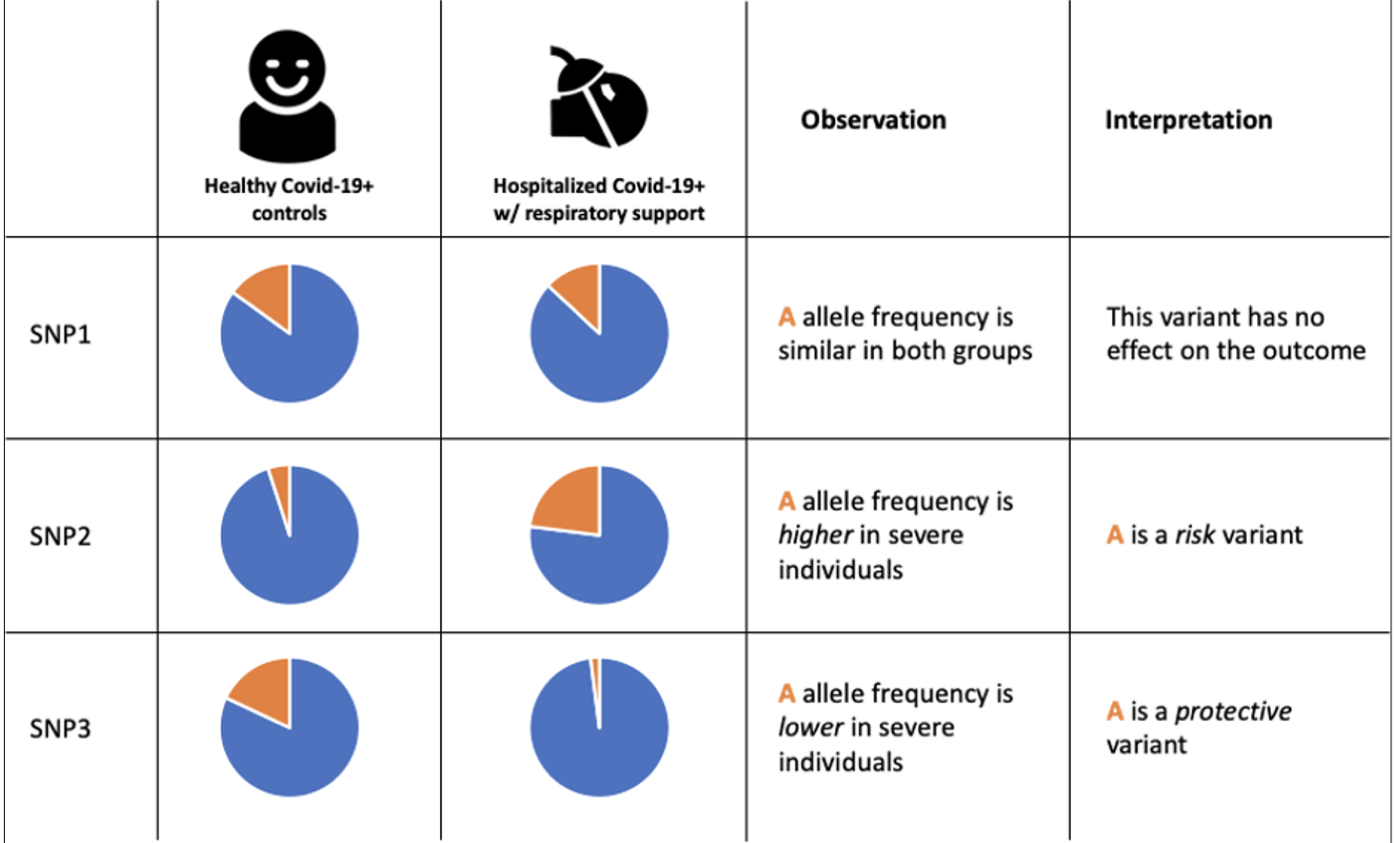 Healthy Covid-19+
controls
Hospitalized Covid-19+
w/ respiratory support
Observation
Interpretation
SNP1
A allele frequency is
similar in both groups
This variant has no
effect on the outcome
SNP2
A allele frequency is
higher in severe
individuals
A is a risk variant
SNP3
A allele frequency is
lower in severe
individuals
A is a protective
variant